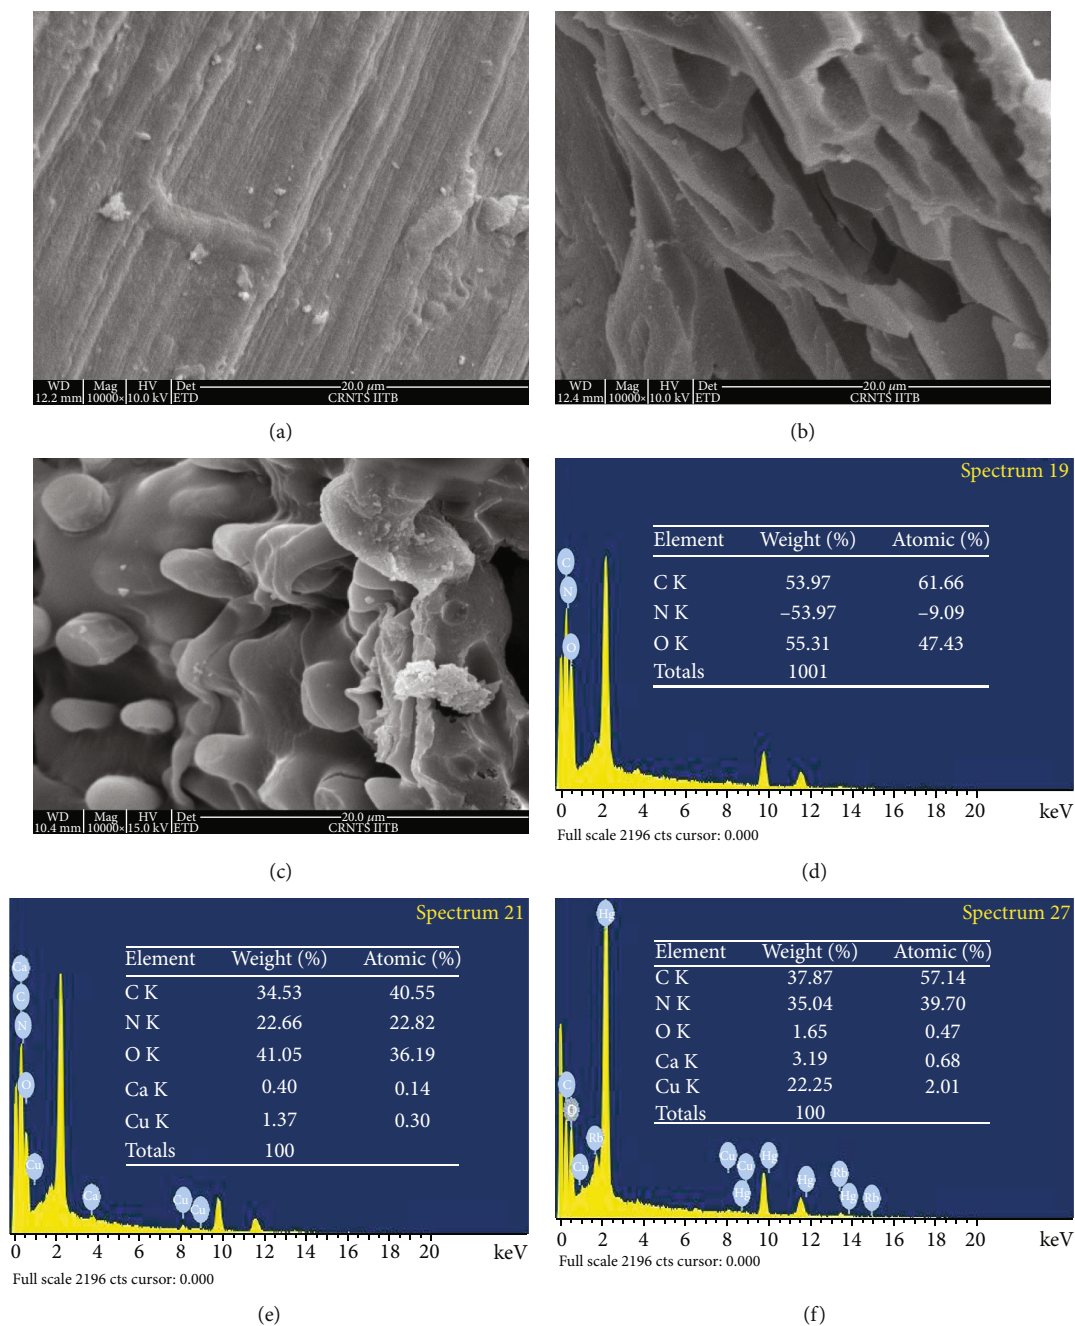 WD Mag HV Det 20.0 µm
12.2 mm 10000× 10.0 kV ETD CRNTS IITB
(a)
WD Mag HV Det 20.0 µm
12.4 mm 10000× 10.0 kV ETD CRNTS IITB
(b)
WD Mag HV Det 20.0 µm
10.4 mm 10000× 15.0 kV ETD CRNTS IITB
(c)
Spectrum 19
Element Weight (%) Atomic (%)
C K 53.97 61.66
N K –53.97 –9.09
O K 55.31 47.43
Totals 1001
C
N
O
0 2 4 6 8 10 12 14 16 18 20 keV
Full scale 2196 cts cursor: 0.000
(d)
Spectrum 21
Element Weight (%) Atomic (%)
C K 34.53 40.55
N K 22.66 22.82
O K 41.05 36.19
Ca K 0.40 0.14
Cu K 1.37 0.30
Totals 100
Ca
C
N
O
Cu
Ca
Cu
Cu
0 2 4 6 8 10 12 14 16 18 20 keV
Full scale 2196 cts cursor: 0.000
(e)
Spectrum 27
Element Weight (%) Atomic (%)
C K 37.87 57.14
N K 35.04 39.70
O K 1.65 0.47
Ca K 3.19 0.68
Cu K 22.25 2.01
Totals 100
Hg
C
Cu
Rb
Cu
Cu
Hg
Hg
Hg
Rb
Hg
Rb
0 2 4 6 8 10 12 14 16 18 20 keV
Full scale 2196 cts cursor: 0.000
(f)